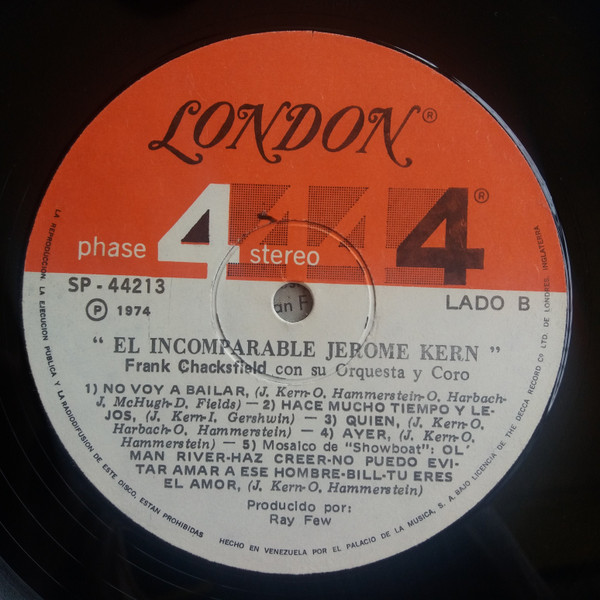 LONDON®
phase 4 stereo 4®
SP - 44213
LADO B
Ⓟ 1974
" EL INCOMPARABLE JEROME KERN "
Frank Chacksfield con su Orquesta y Coro
1) NO VOY A BAILAR, (J. Kern-O. Hammerstein-O. Harbach-
J. McHugh-D. Fields) — 2) HACE MUCHO TIEMPO Y LE-
JOS, (J. Kern-I. Gershwin) — 3) QUIEN, (J. Kern-O.
Harbach-O, Hammerstein) — 4) AYER, (J. Kern-O.
Hammerstein) — 5) Mosaico de "Showboat": OL´
MAN RIVER-HAZ CREER-NO PUEDO EVI-
TAR AMAR A ESE HOMBRE-BILL-TU ERES
EL AMOR, (J. Kern-O. Hammerstein)
Producido por:
Ray Few
LA REPRODUCCION, LA EJECUCION PUBLICA Y LA RADIODIFUSION DE ESTE DISCO, ESTAN PROHIBIDAS
HECHO EN VENEZUELA POR EL PALACIO DE LA MUSICA, S. A. BAJO LICENCIA DE THE DECCA RECORD CO LTD. DE LONDRES, INGLATERRA